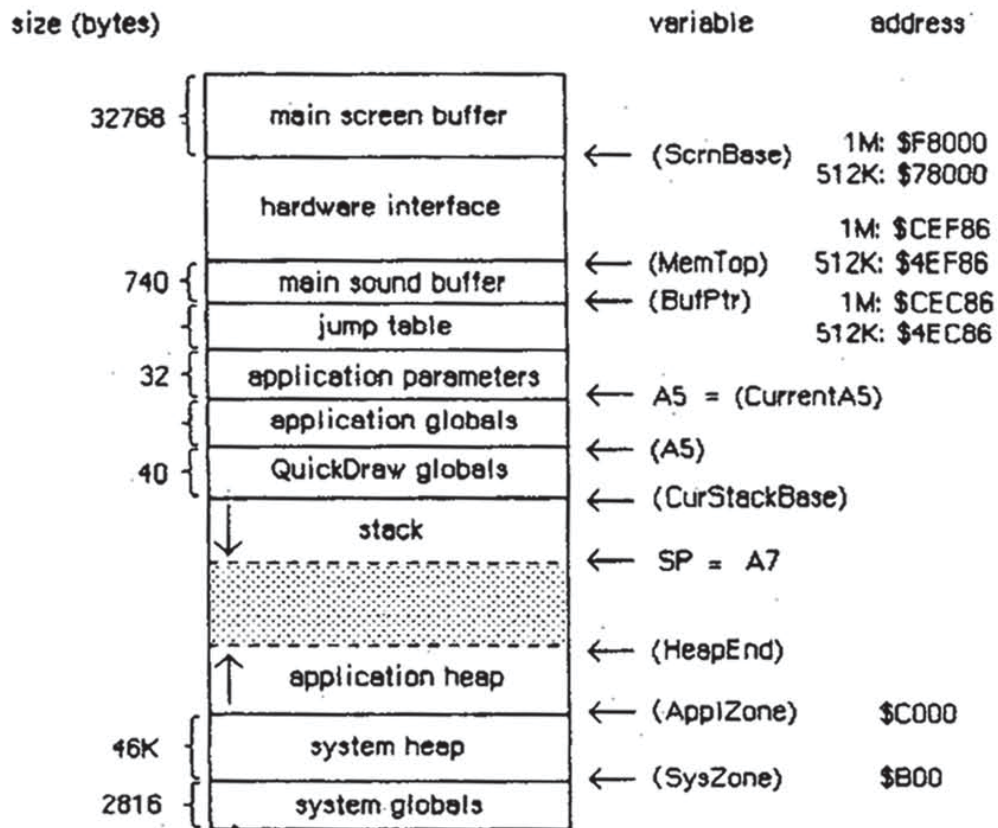 size (bytes) variable address
32768 main screen buffer
1M: $F8000
(ScrnBase)
512K: $78000
hardware interface
1M: $CEF86
(MemTop) 512K: $4EF86
740 main sound buffer
(BufPtr) 1M: $CEC86
jump table 512K: $4EC86
32 application parameters
A5 = (CurrentA5)
application globals
(A5)
40 QuickDraw globals
(CurStackBase)
stack
SP = A7
(HeapEnd)
application heap
(ApplZone) $C000
46K system heap
(SysZone) $B00
2816 system globals